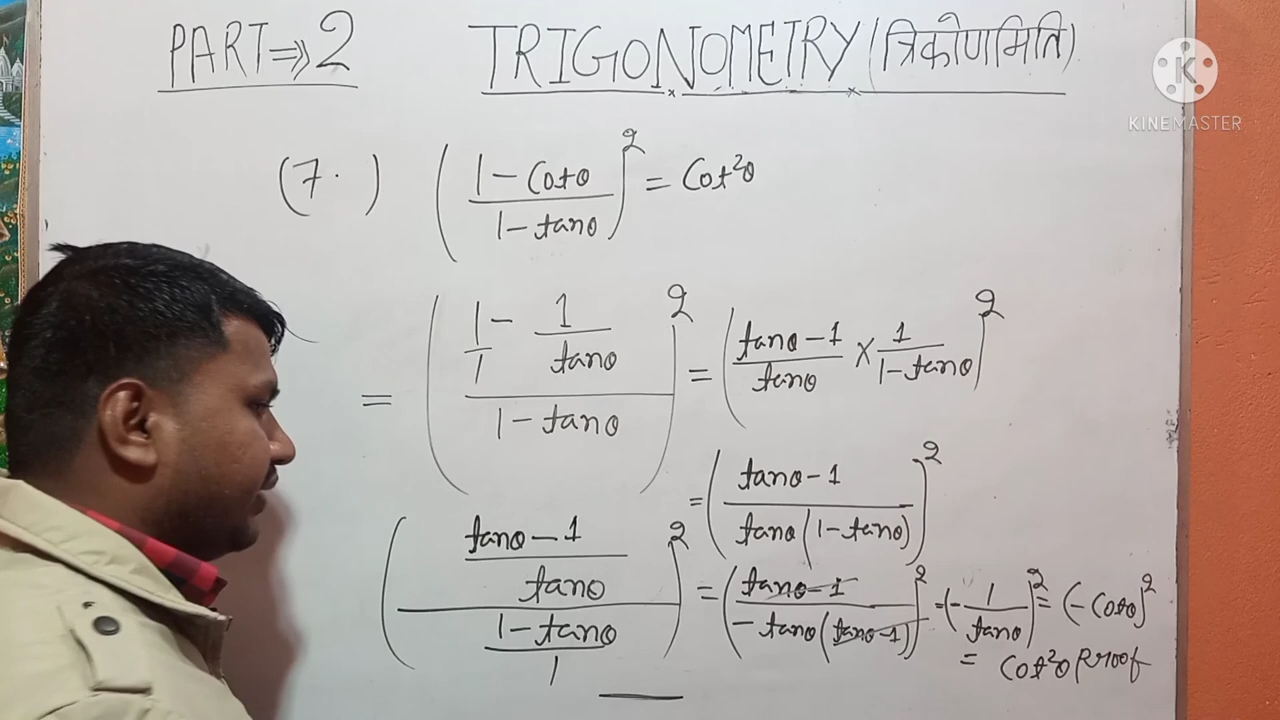 PART ⇒ 2 TRIGONOMETRY (त्रिकोणमिति)
KINEMASTER
(7.) ((1 - Cotθ)/(1 - tanθ))² = Cot²θ
= ((1/1 - 1/tanθ)/(1 - tanθ))² = ((tanθ - 1)/tanθ × 1/(1 - tanθ))²
= ((tanθ - 1)/(tanθ(1 - tanθ)))²
(((tanθ - 1)/tanθ)/((1 - tanθ)/1))² = ((tanθ - 1)/(-tanθ(tanθ - 1)))² = (-1/tanθ)² = (-Cotθ)²
= Cot²θ Proof